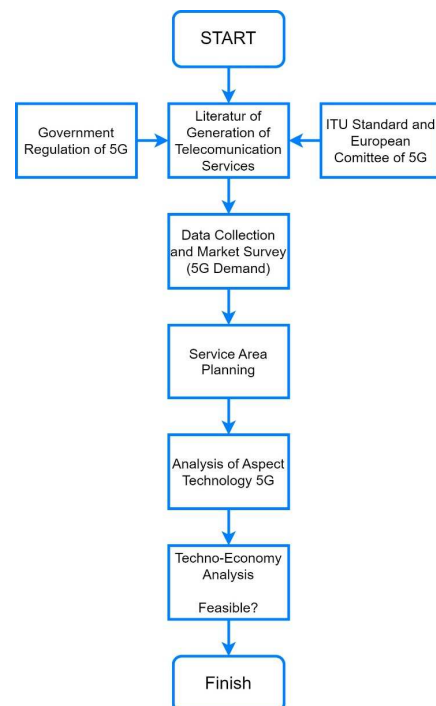 START
Government
Regulation of 5G
Literatur of
Generation of
Telecomunication
Services
ITU Standard and
European
Comittee of 5G
Data Collection
and Market Survey
(5G Demand)
Service Area
Planning
Analysis of Aspect
Technology 5G
Techno-Economy
Analysis
Feasible?
Finish